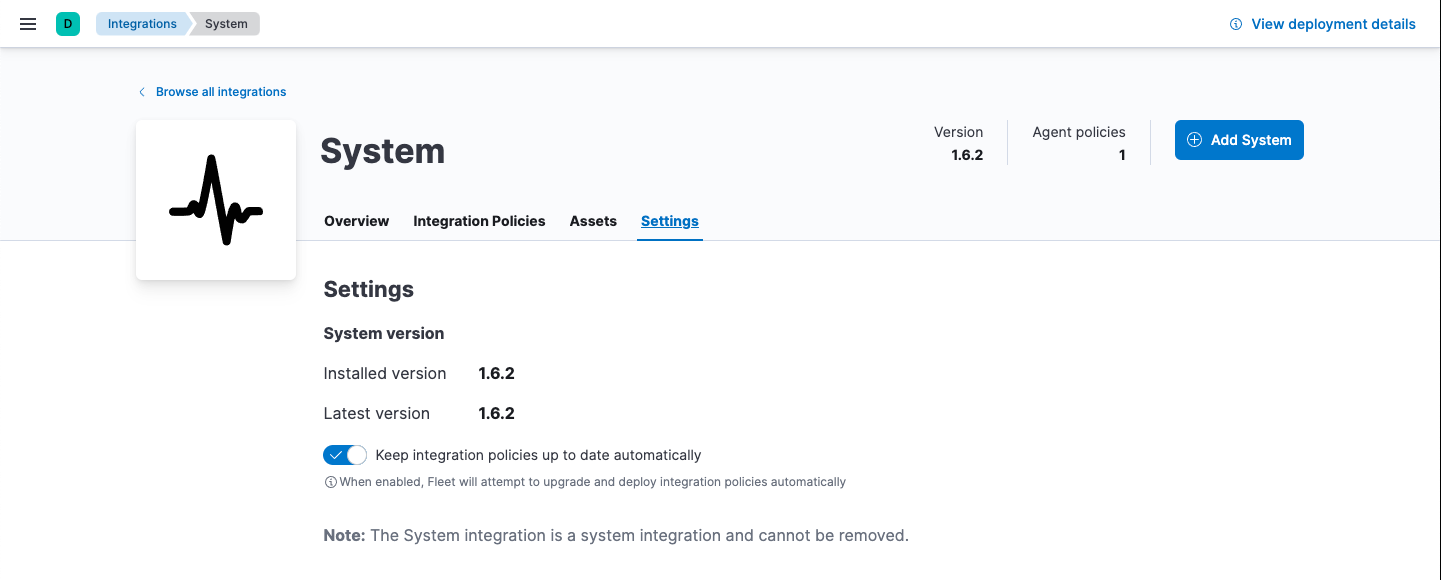 D Integrations System View deployment details
Browse all integrations
System
Version
1.6.2
Agent policies
1
Add System
Overview Integration Policies Assets Settings
Settings
System version
Installed version 1.6.2
Latest version 1.6.2
Keep integration policies up to date automatically
When enabled, Fleet will attempt to upgrade and deploy integration policies automatically
Note: The System integration is a system integration and cannot be removed.